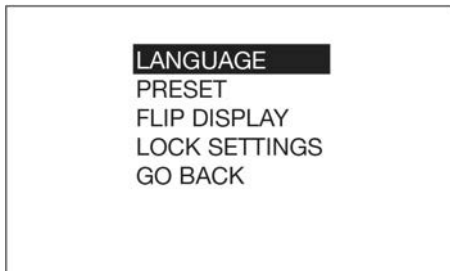 LANGUAGE
PRESET
FLIP DISPLAY
LOCK SETTINGS
GO BACK